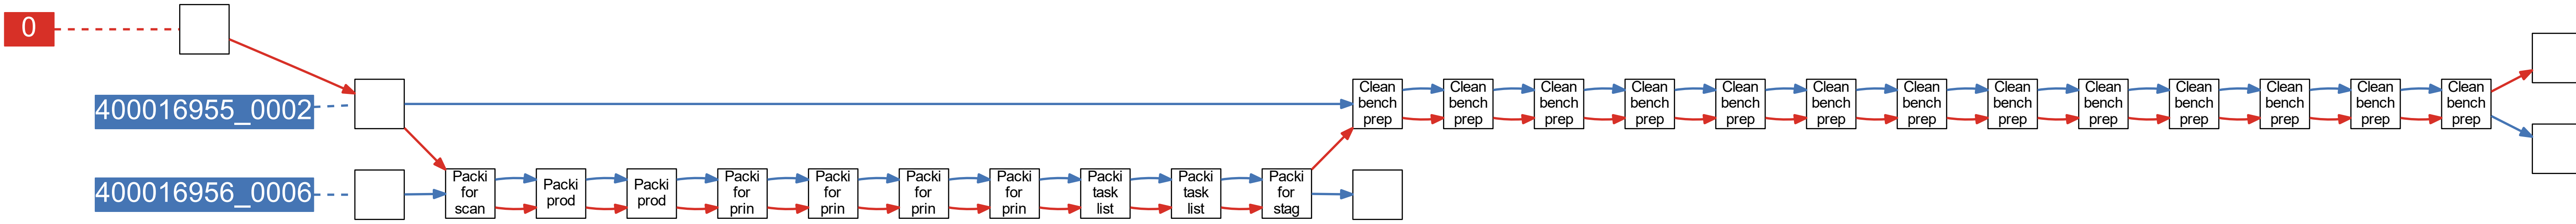 0
400016955_0002
Clean
bench
prep
Clean
bench
prep
Clean
bench
prep
Clean
bench
prep
Clean
bench
prep
Clean
bench
prep
Clean
bench
prep
Clean
bench
prep
Clean
bench
prep
Clean
bench
prep
Clean
bench
prep
Clean
bench
prep
Clean
bench
prep
400016956_0006
Packi
for
scan
Packi
prod
Packi
prod
Packi
for
prin
Packi
for
prin
Packi
for
prin
Packi
for
prin
Packi
task
list
Packi
task
list
Packi
for
stag